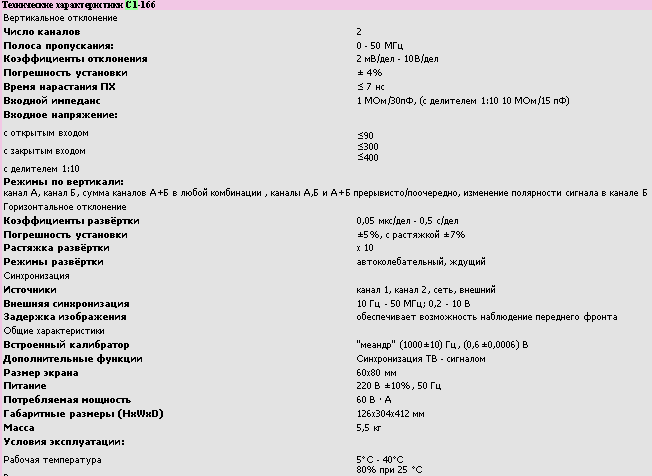 Технические характеристики С1-166
Вертикальное отклонение
Число каналов 2
Полоса пропускания: 0 - 50 МГц
Коэффициенты отклонения 2 мВ/дел - 10В/дел
Погрешность установки ± 4%
Время нарастания ПХ ≤ 7 нс
Входной импеданс 1 МОм/30пФ, (с делителем 1:10 10 МОм/15 пФ)
Входное напряжение:
с открытым входом ≤90
с закрытым входом ≤300
с делителем 1:10 ≤400
Режимы по вертикали:
канал А, канал Б, сумма каналов А+Б в любой комбинации , каналы А,Б и А+Б прерывисто/поочередно, изменение полярности сигнала в канале Б
Горизонтальное отклонение
Коэффициенты развёртки 0,05 мкс/дел - 0,5 с/дел
Погрешность установки ±5%, с растяжкой ±7%
Растяжка развёртки х 10
Режимы развёртки автоколебательный, ждущий
Синхронизация
Источники канал 1, канал 2, сеть, внешний
Внешняя синхронизация 10 Гц - 50 МГц; 0,2 - 10 В
Задержка изображения обеспечивает возможность наблюдение переднего фронта
Общие характеристики
Встроенный калибратор "меандр" (1000±10) Гц , (0,6 ±0,0006) В
Дополнительные функции Синхронизация ТВ - сигналом
Размер экрана 60х80 мм
Питание 220 В ±10% , 50 Гц
Потребляемая мощность 60 В · А
Габаритные размеры (HxWxD) 126х304х412 мм
Масса 5,5 кг
Условия эксплуатации:
Рабочая температура 5°С - 40°С
80% при 25 °С